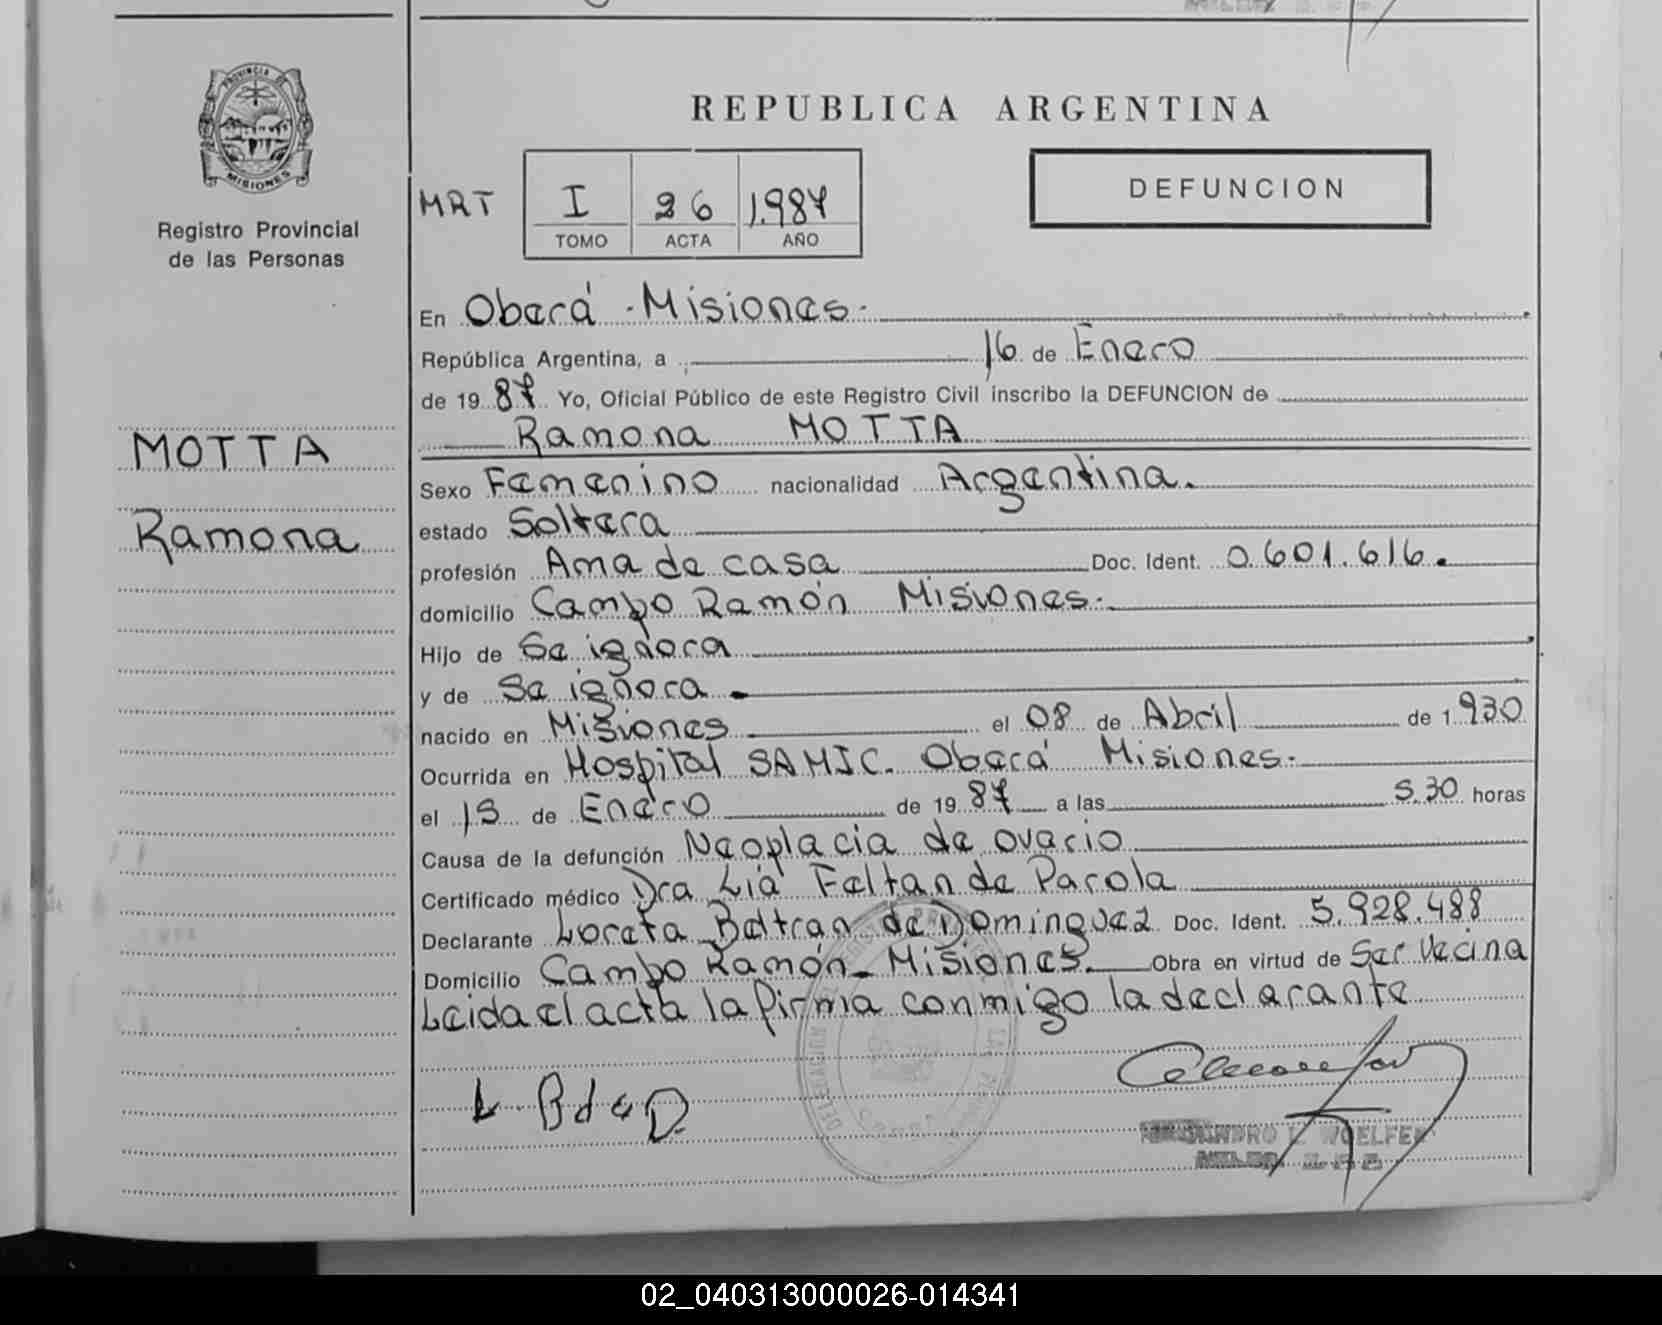 REPUBLICA ARGENTINA
PROVINCIA DE
MISIONES
Registro Provincial
de las Personas
MRT
I 26 1.987
TOMO ACTA AÑO
DEFUNCION
En Oberá - Misiones.
República Argentina, a 16 de Enero
de 1987 Yo, Oficial Público de este Registro Civil inscribo la DEFUNCION de
Ramona MOTTA
MOTTA
Ramona
Sexo Femenino nacionalidad Argentina.
estado Soltera
profesión Ama de casa Doc. Ident. 0.601.616.
domicilio Campo Ramón Misiones.
Hijo de Se ignora
y de Se ignora
nacido en Misiones el 08 de Abril de 1930
Ocurrida en Hospital SAMIC. Oberá Misiones.
el 15 de Enero de 1987 a las 5.30 horas
Causa de la defunción Neoplacia de ovario
Certificado médico Dra Lia Feltan de Parola
Declarante Loreta Beltran de Dominguez Doc. Ident. 5.928.488
Domicilio Campo Ramón - Misiones. Obra en virtud de Ser vecina
Leida el acta la firma conmigo la declarante
L B d e D.
L. WOELFER
02_040313000026-014341